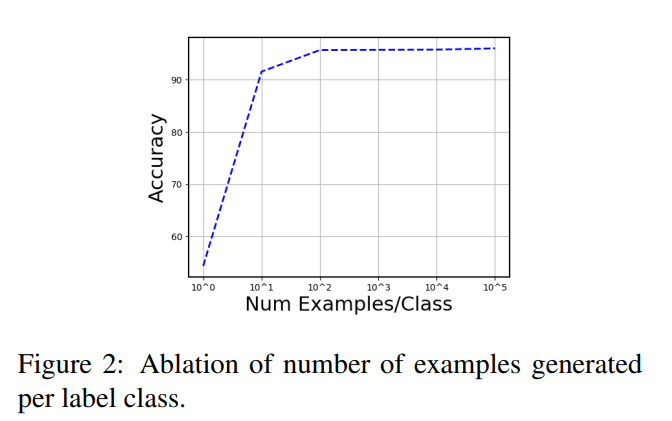 90
80
70
60
Accuracy
10^0 10^1 10^2 10^3 10^4 10^5
Num Examples/Class
Figure 2: Ablation of number of examples generated
per label class.